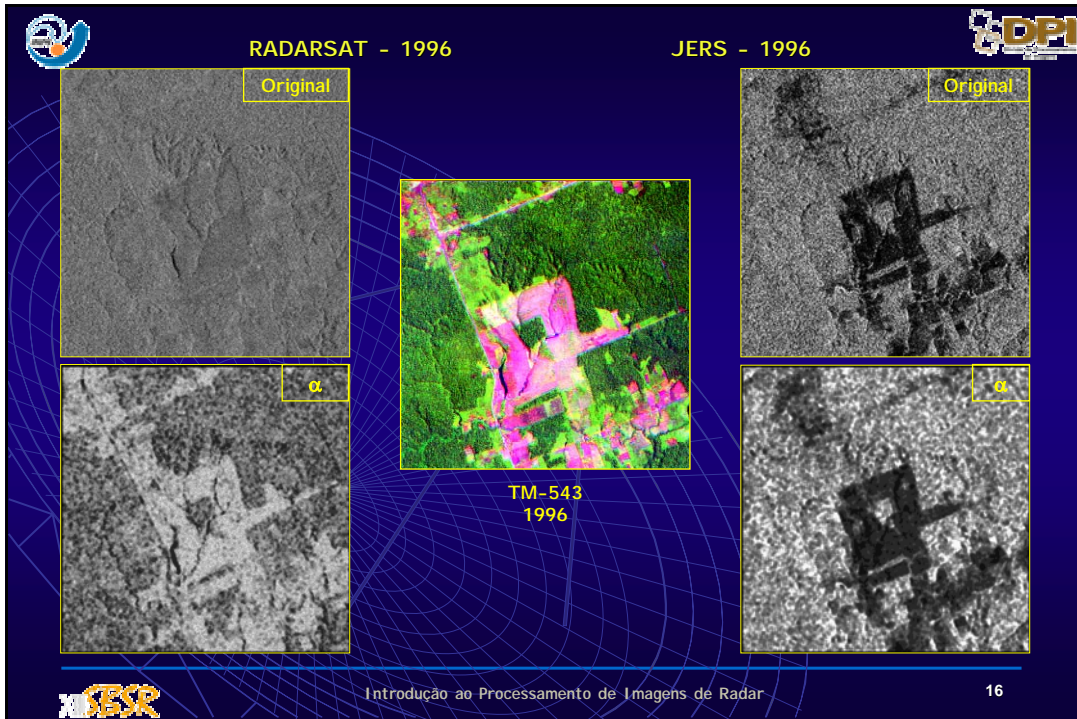 RADARSAT - 1996
JERS - 1996
DPI
Original
Original
α
α
TM-543
1996
XII SBSR
Introdução ao Processamento de Imagens de Radar
16